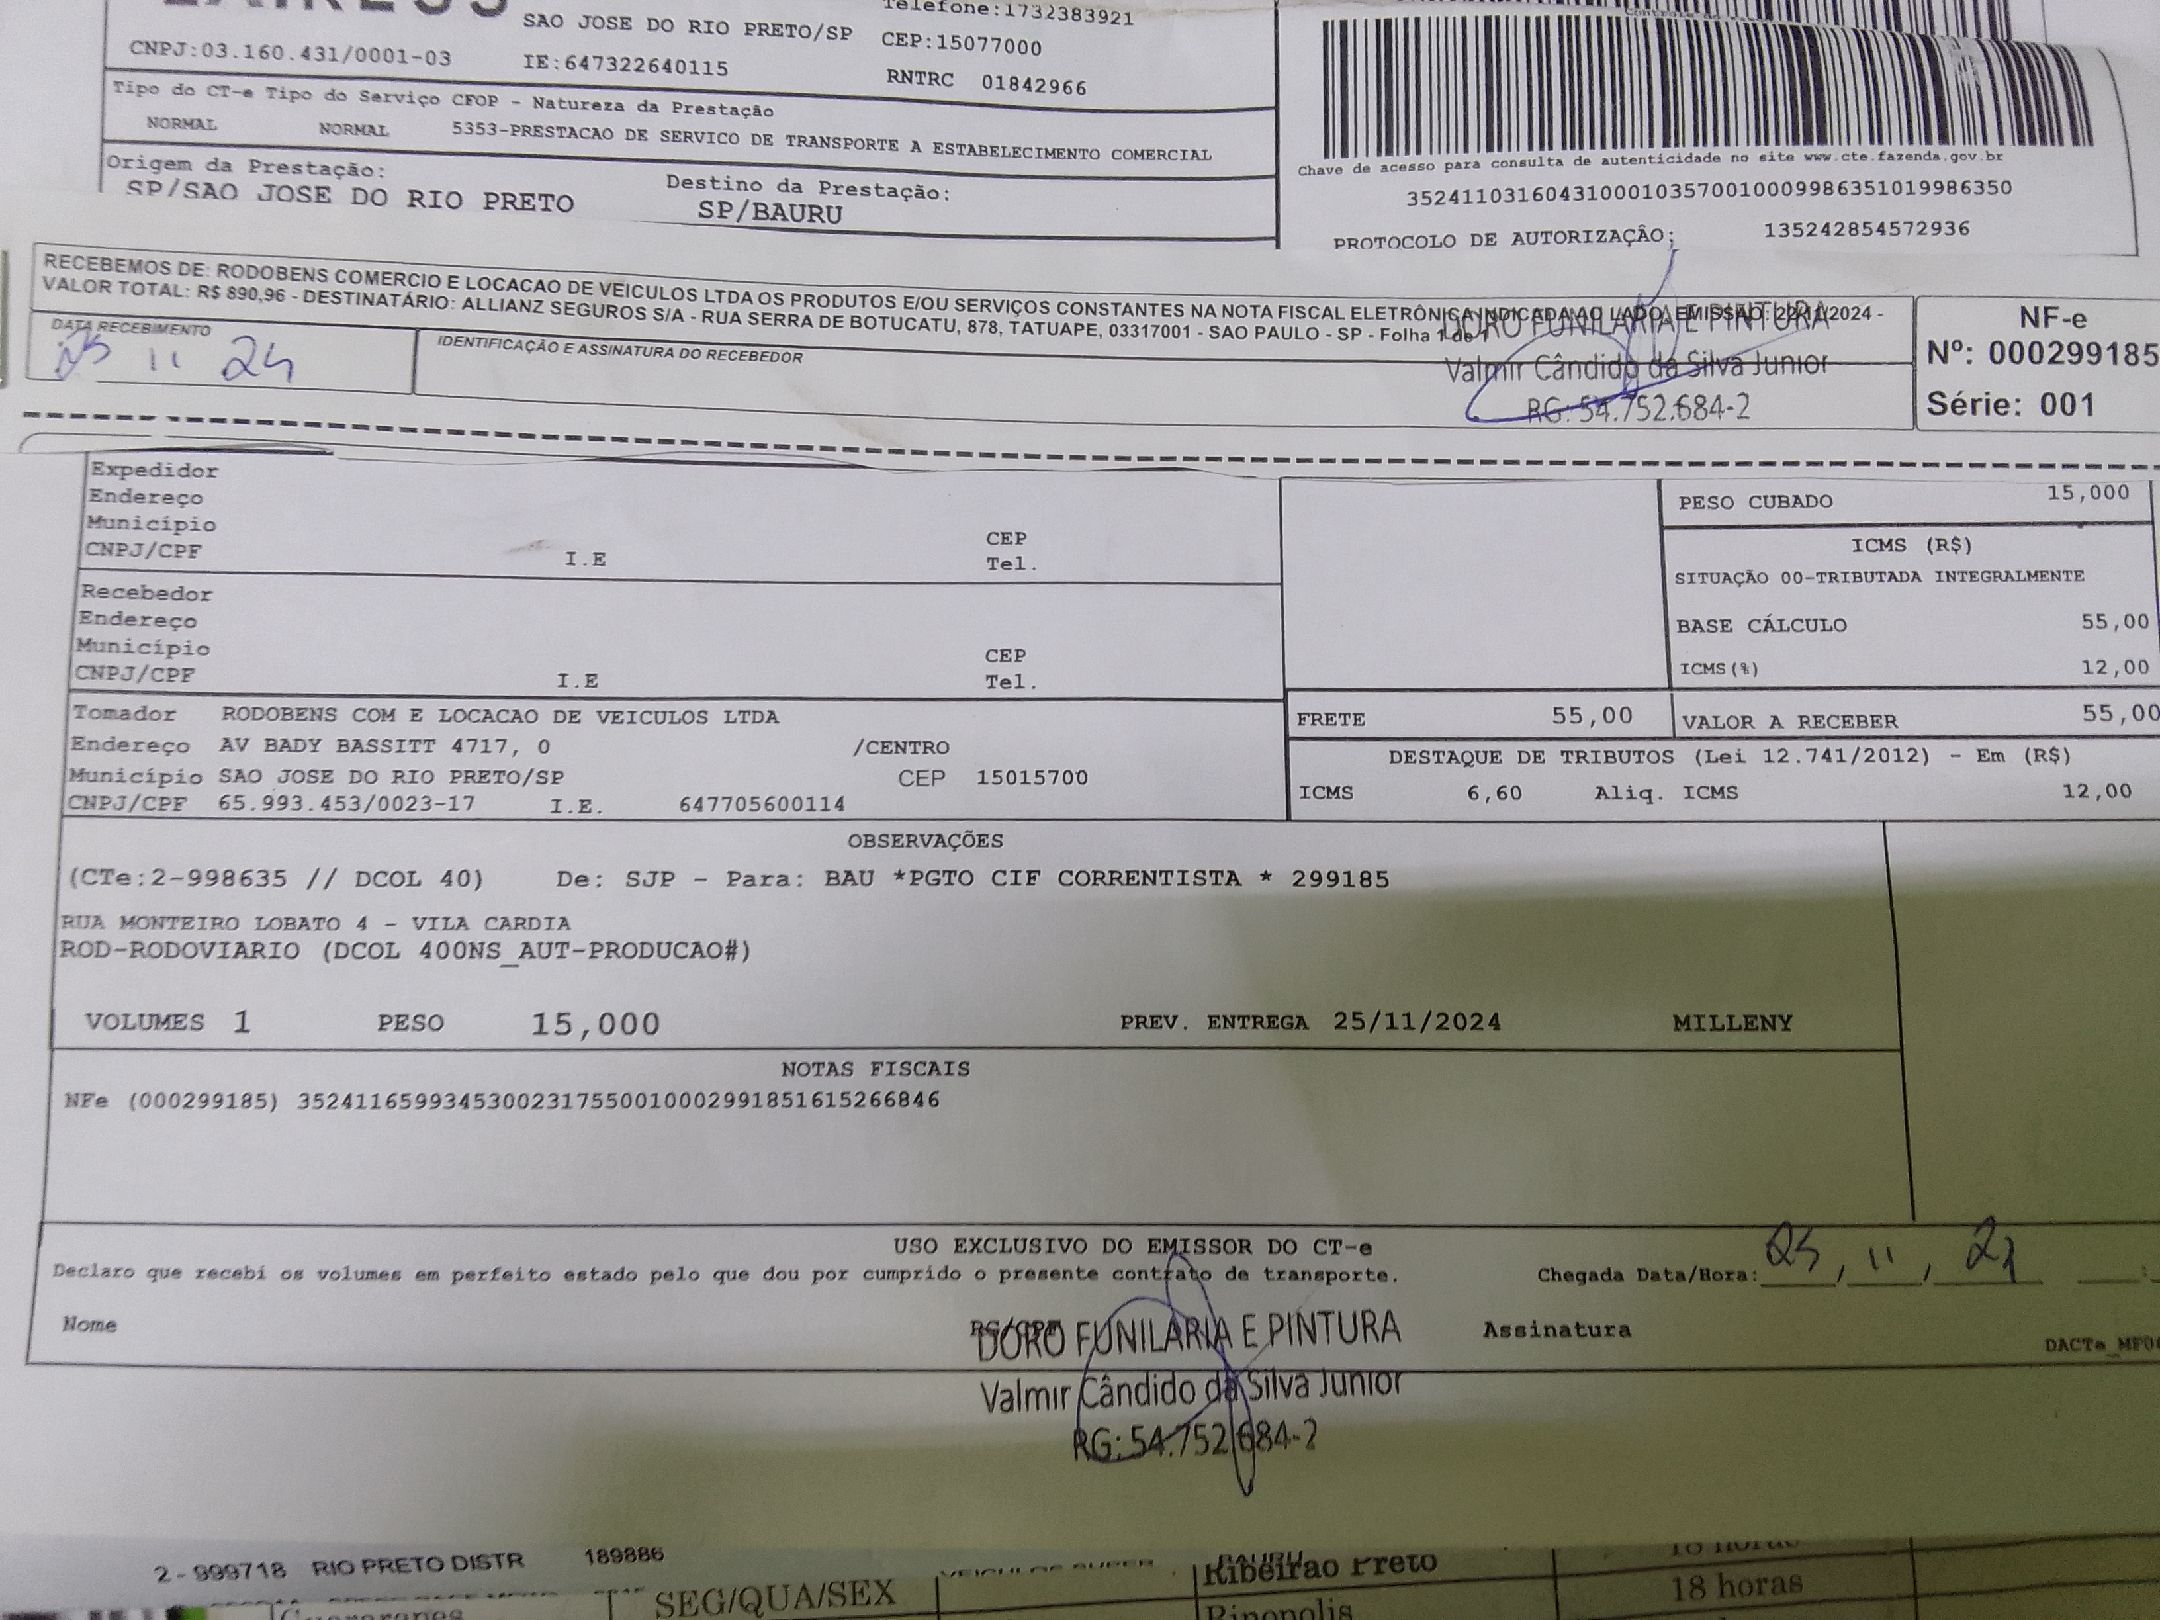 Telefone:1732383921
SAO JOSE DO RIO PRETO/SP CEP:15077000
CNPJ:03.160.431/0001-03 IE:647322640115 RNTRC 01842966
Tipo do CT-e Tipo do Serviço CFOP - Natureza da Prestação
NORMAL NORMAL 5353-PRESTACAO DE SERVICO DE TRANSPORTE A ESTABELECIMENTO COMERCIAL
Origem da Prestação: Destino da Prestação:
SP/SAO JOSE DO RIO PRETO SP/BAURU
Chave de acesso para consulta de autenticidade no site www.cte.fazenda.gov.br
35241103160431000103570010009986351019986350
PROTOCOLO DE AUTORIZAÇÃO: 135242854572936
RECEBEMOS DE: RODOBENS COMERCIO E LOCACAO DE VEICULOS LTDA OS PRODUTOS E/OU SERVIÇOS CONSTANTES NA NOTA FISCAL ELETRÔNICA INDICADA AO LADO. EMISSÃO: 22/11/2024 -
VALOR TOTAL: R$ 890,96 - DESTINATÁRIO: ALLIANZ SEGUROS S/A - RUA SERRA DE BOTUCATU, 878, TATUAPE, 03317001 - SAO PAULO - SP - Folha 1 de 1
DATA RECEBIMENTO
25 11 24
IDENTIFICAÇÃO E ASSINATURA DO RECEBEDOR
DORO FUNILARIA E PINTURA
Valmir Cândido da Silva Junior
RG: 54.752.684-2
NF-e
Nº: 000299185
Série: 001
Expedidor
Endereço
Município CEP
CNPJ/CPF I.E Tel.
Recebedor
Endereço
Município CEP
CNPJ/CPF I.E Tel.
PESO CUBADO 15,000
ICMS (R$)
SITUAÇÃO 00-TRIBUTADA INTEGRALMENTE
BASE CÁLCULO 55,00
ICMS(%) 12,00
Tomador RODOBENS COM E LOCACAO DE VEICULOS LTDA
Endereço AV BADY BASSITT 4717, 0 /CENTRO
Município SAO JOSE DO RIO PRETO/SP CEP 15015700
CNPJ/CPF 65.993.453/0023-17 I.E. 647705600114
FRETE 55,00 VALOR A RECEBER 55,00
DESTAQUE DE TRIBUTOS (Lei 12.741/2012) - Em (R$)
ICMS 6,60 Aliq. ICMS 12,00
OBSERVAÇÕES
(CTe:2-998635 // DCOL 40) De: SJP - Para: BAU *PGTO CIF CORRENTISTA * 299185
RUA MONTEIRO LOBATO 4 - VILA CARDIA
ROD-RODOVIARIO (DCOL 400NS_AUT-PRODUCAO#)
VOLUMES 1 PESO 15,000 PREV. ENTREGA 25/11/2024 MILLENY
NOTAS FISCAIS
NFe (000299185) 35241165993453002317550010002991851615266846
USO EXCLUSIVO DO EMISSOR DO CT-e
Declaro que recebi os volumes em perfeito estado pelo que dou por cumprido o presente contrato de transporte. Chegada Data/Hora: 25 / 11 / 24
Nome RG/CPF Assinatura
DORO FUNILARIA E PINTURA
Valmir Cândido da Silva Junior
RG: 54.752.684-2
2 - 999718 RIO PRETO DISTR 189886
Ribeirao Preto
SEG/QUA/SEX 18 horas